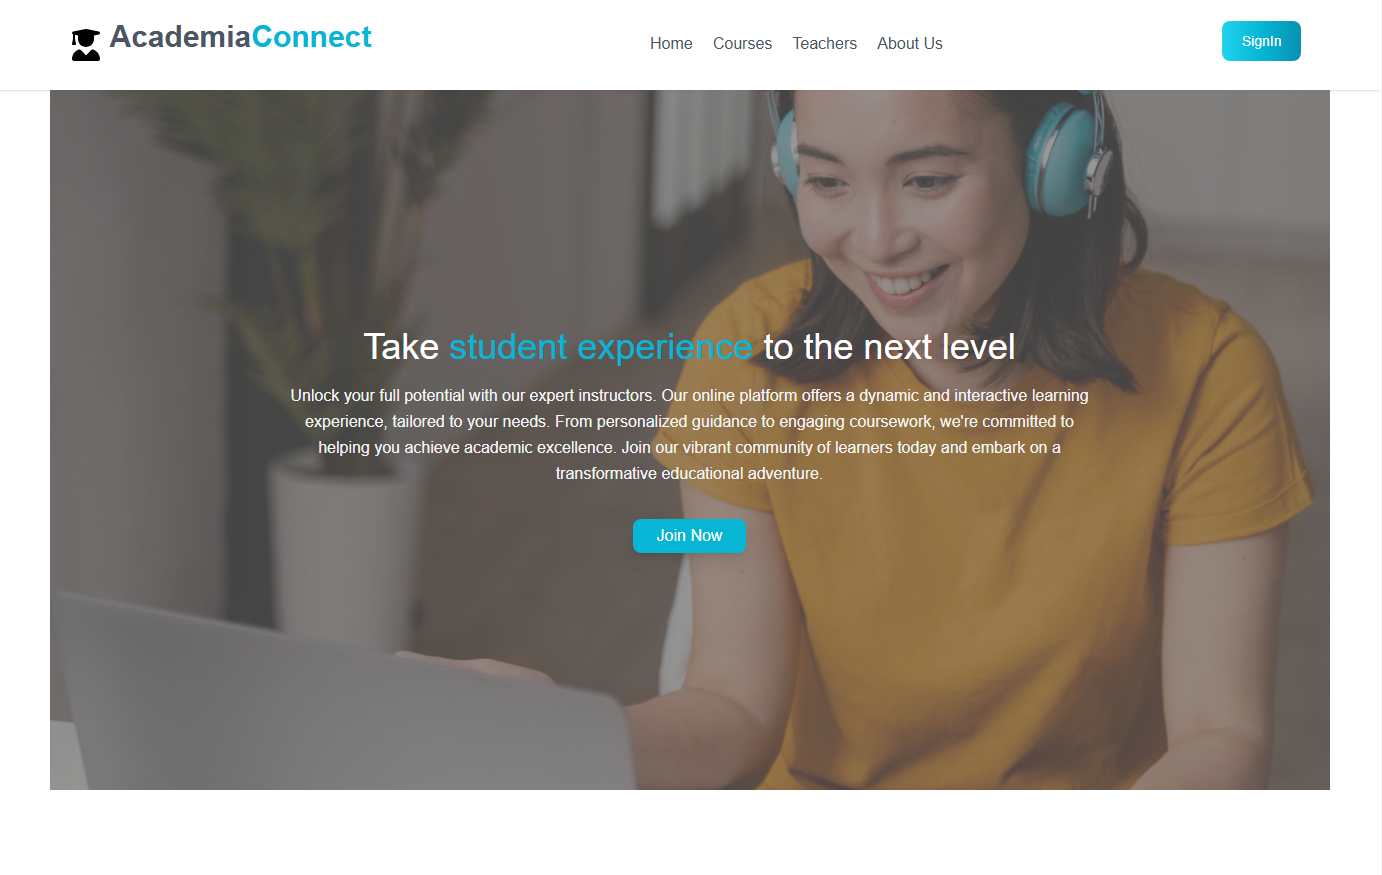 AcademiaConnect
Home Courses Teachers About Us
SignIn
Take student experience to the next level
Unlock your full potential with our expert instructors. Our online platform offers a dynamic and interactive learning
experience, tailored to your needs. From personalized guidance to engaging coursework, we're committed to
helping you achieve academic excellence. Join our vibrant community of learners today and embark on a
transformative educational adventure.
Join Now